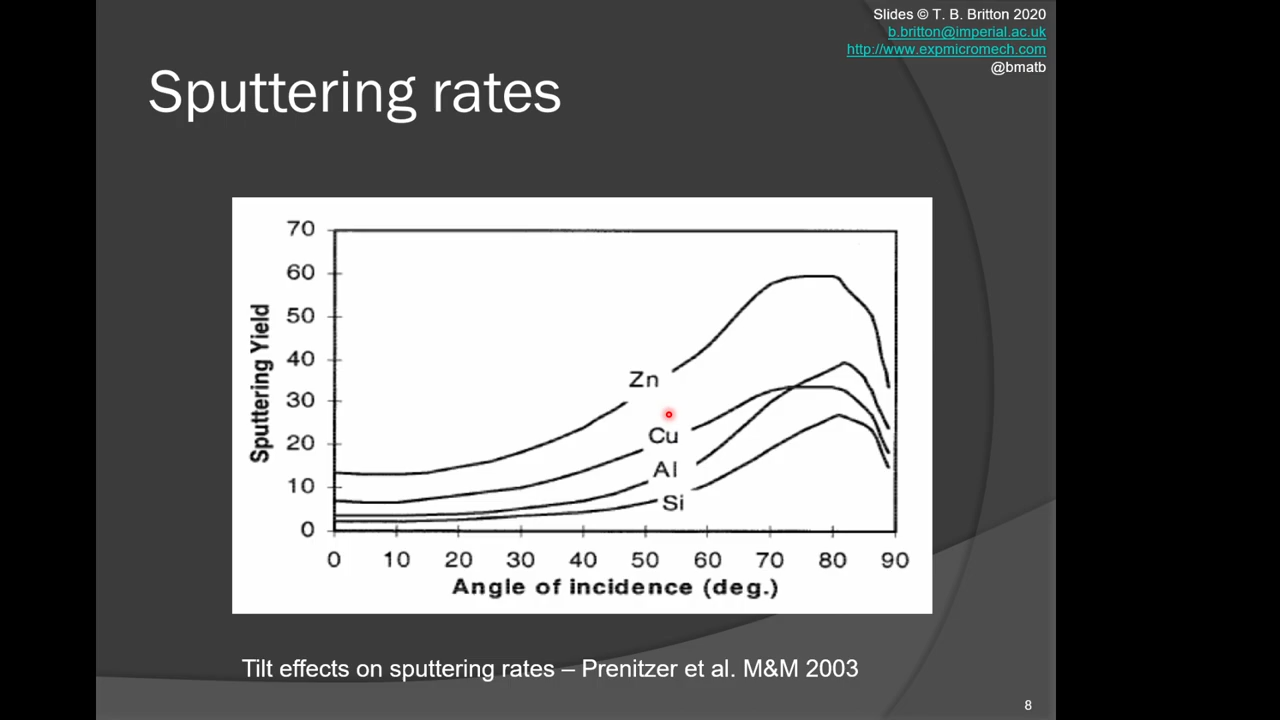 Slides © T. B. Britton 2020
b.britton@imperial.ac.uk
http://www.expmicromech.com
@bmatb
Sputtering rates
70
60
50
40
30
20
10
0
Sputtering Yield
Zn
Cu
Al
Si
0 10 20 30 40 50 60 70 80 90
Angle of incidence (deg.)
Tilt effects on sputtering rates – Prenitzer et al. M&M 2003
8